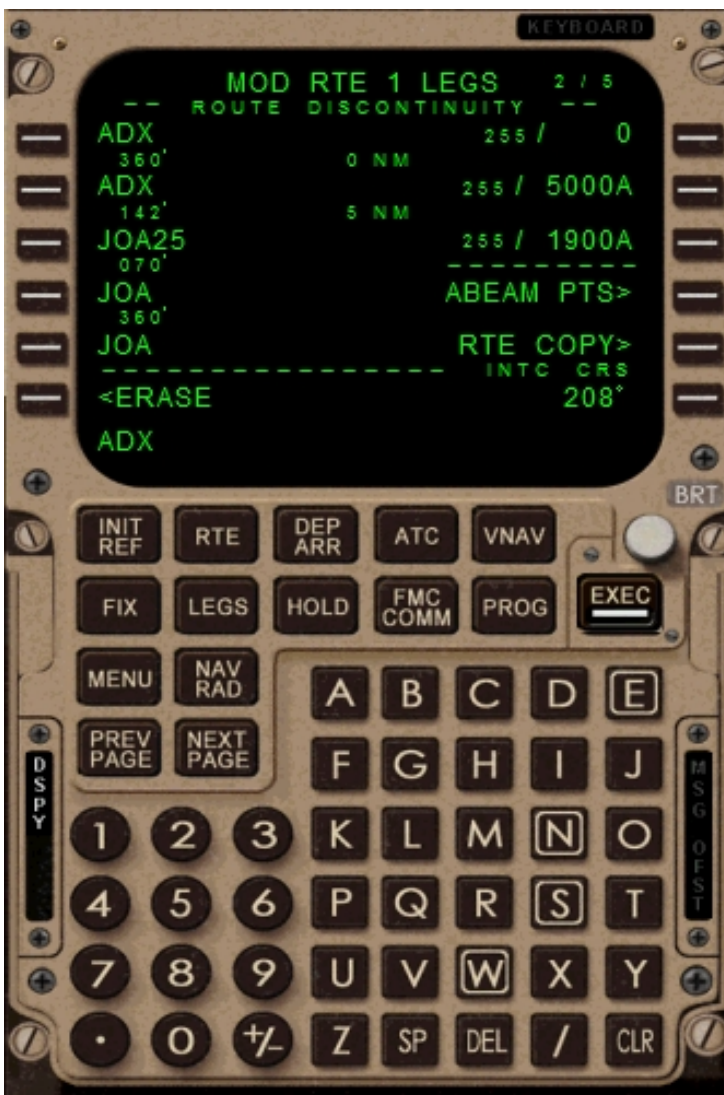 KEYBOARD
MOD RTE 1 LEGS 2 / 5
-- ROUTE DISCONTINUITY --
ADX 255 / 0
360° 0 NM
ADX 255 / 5000A
142° 5 NM
JOA25 255 / 1900A
070° ----------
JOA ABEAM PTS>
360°
JOA RTE COPY>
------------------ INTC CRS
<ERASE 208°
ADX
BRT
INIT REF RTE DEP ARR ATC VNAV
FIX LEGS HOLD FMC COMM PROG EXEC
MENU NAV RAD
PREV PAGE NEXT PAGE
A B C D E
F G H I J
DSPY
MSG OFST
1 2 3 K L M N O
4 5 6 P Q R S T
7 8 9 U V W X Y
. 0 +/- Z SP DEL / CLR